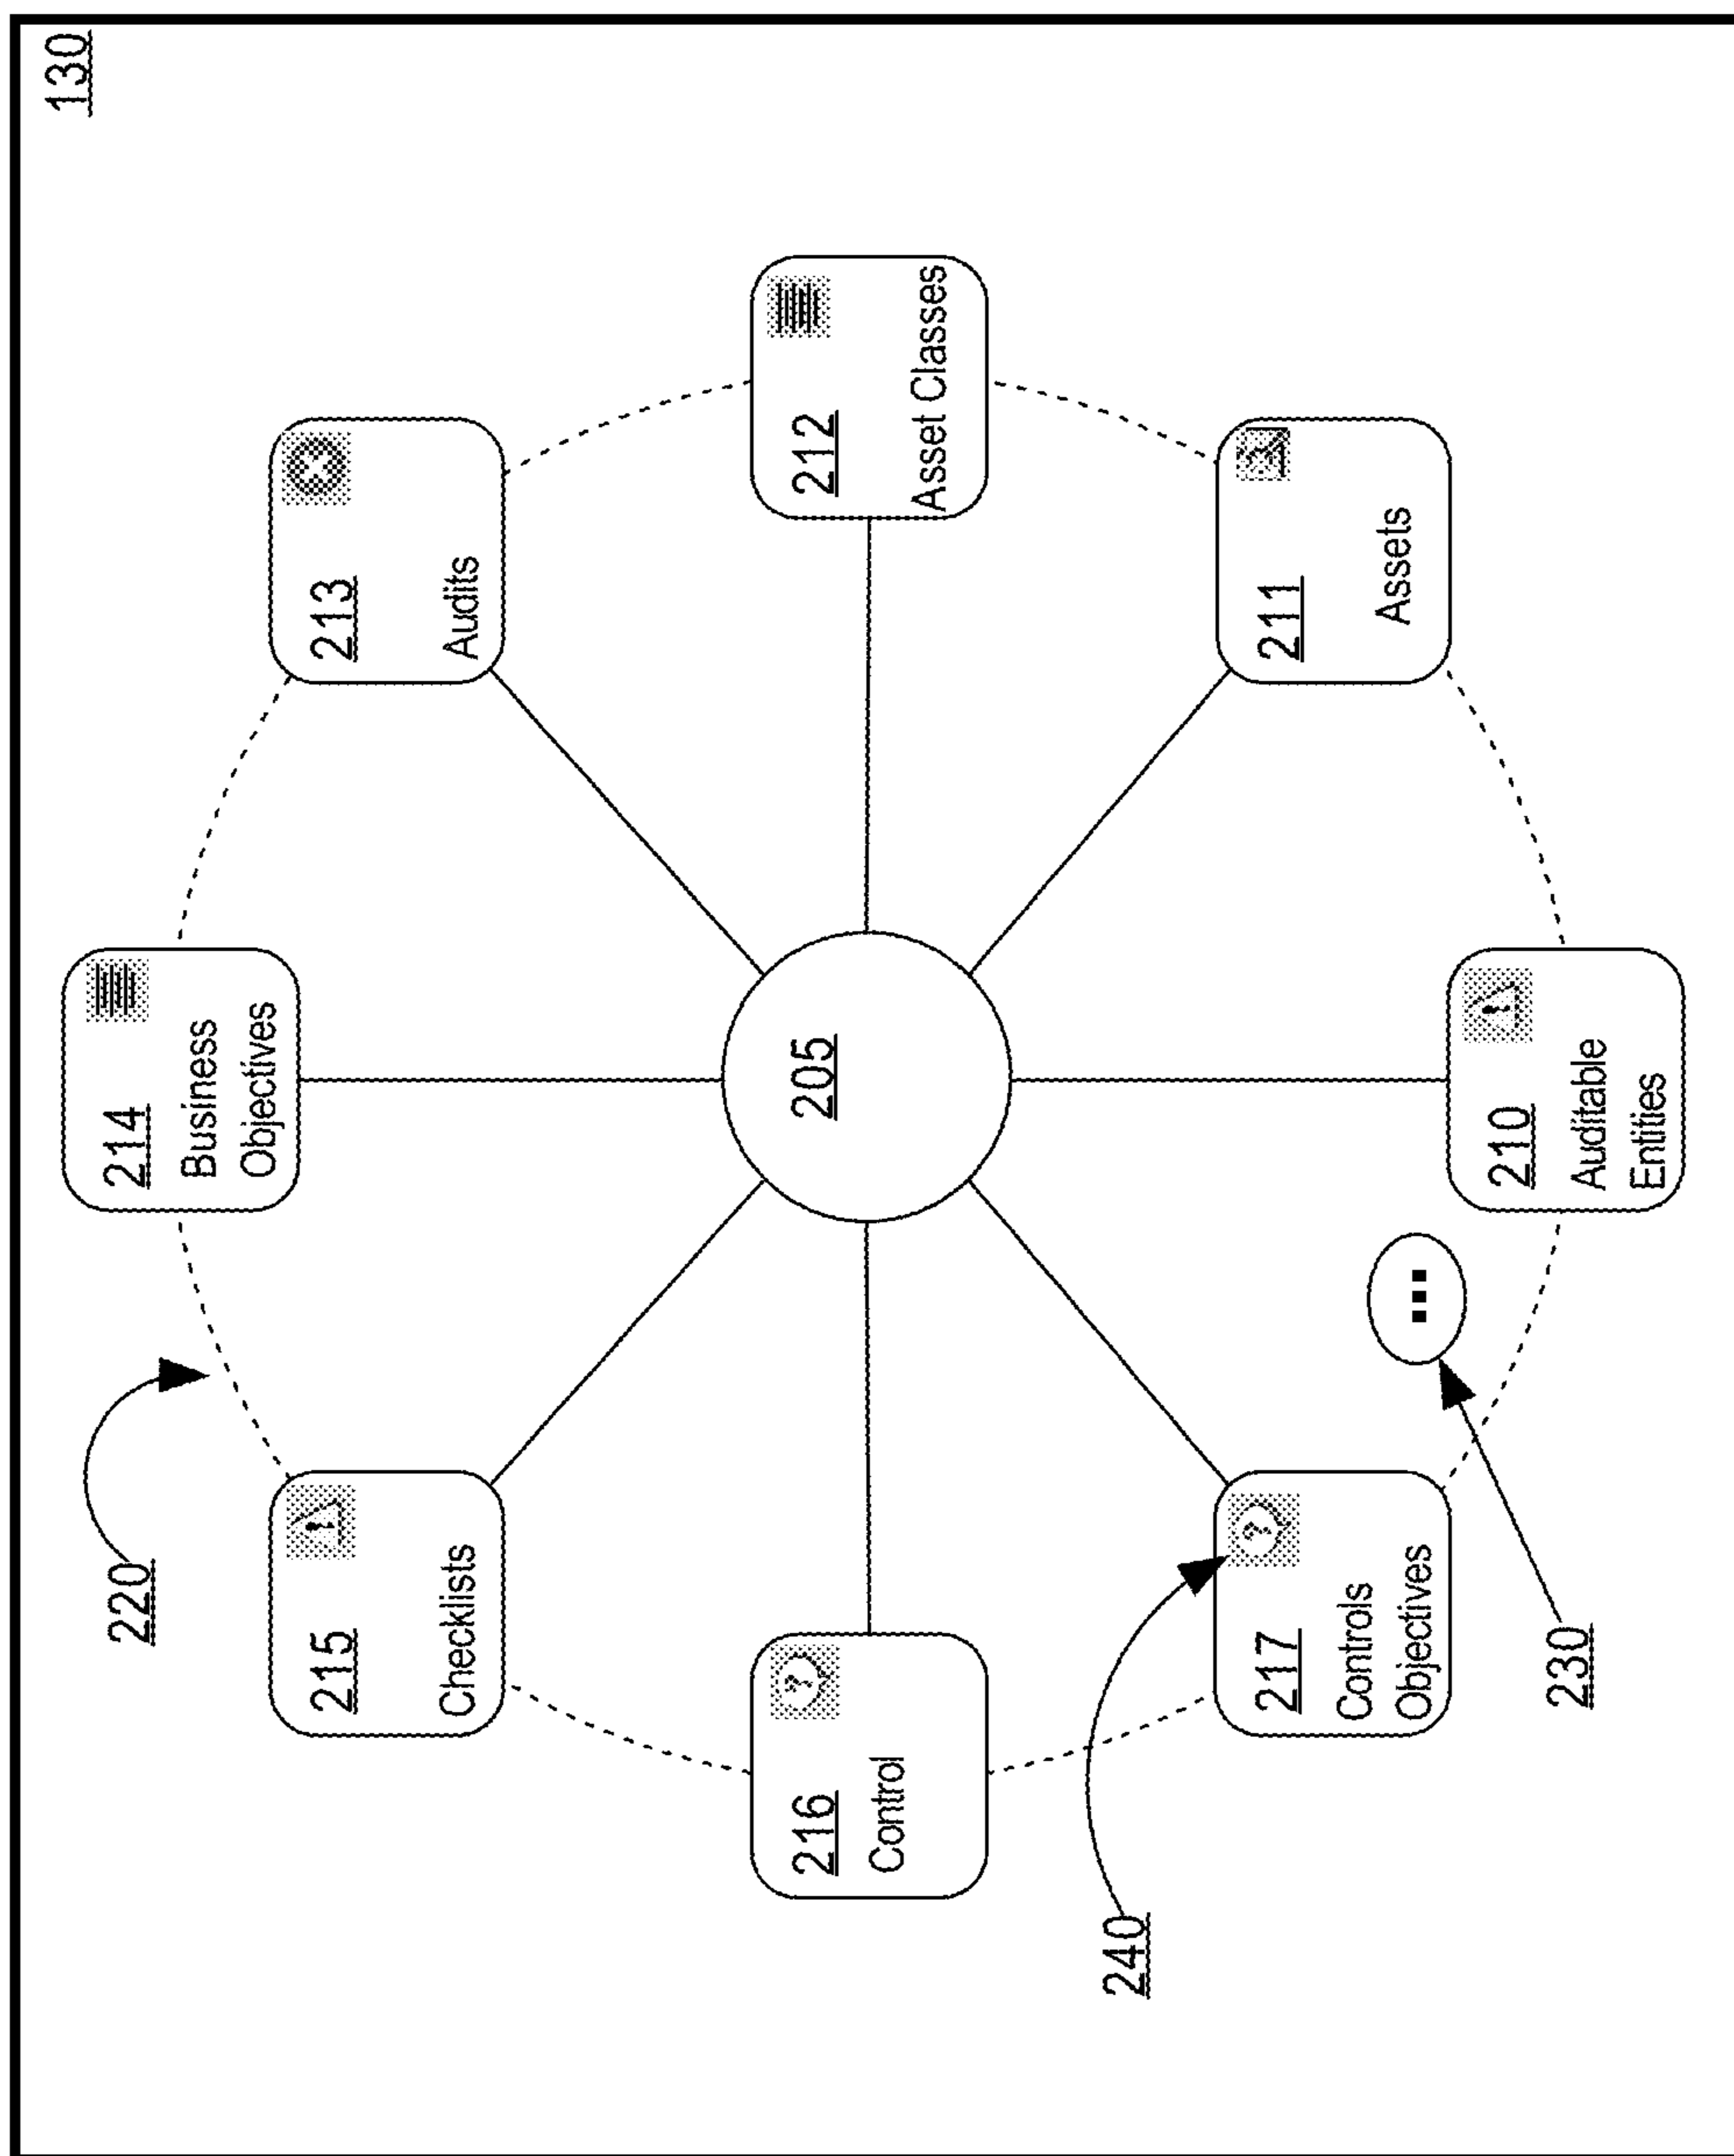 130
220
214
Business
Objectives
215
Checklists
213
Audits
216
Control
205
212
Asset Classes
240
217
Controls
Objectives
211
Assets
...
210
Auditable
Entities
230